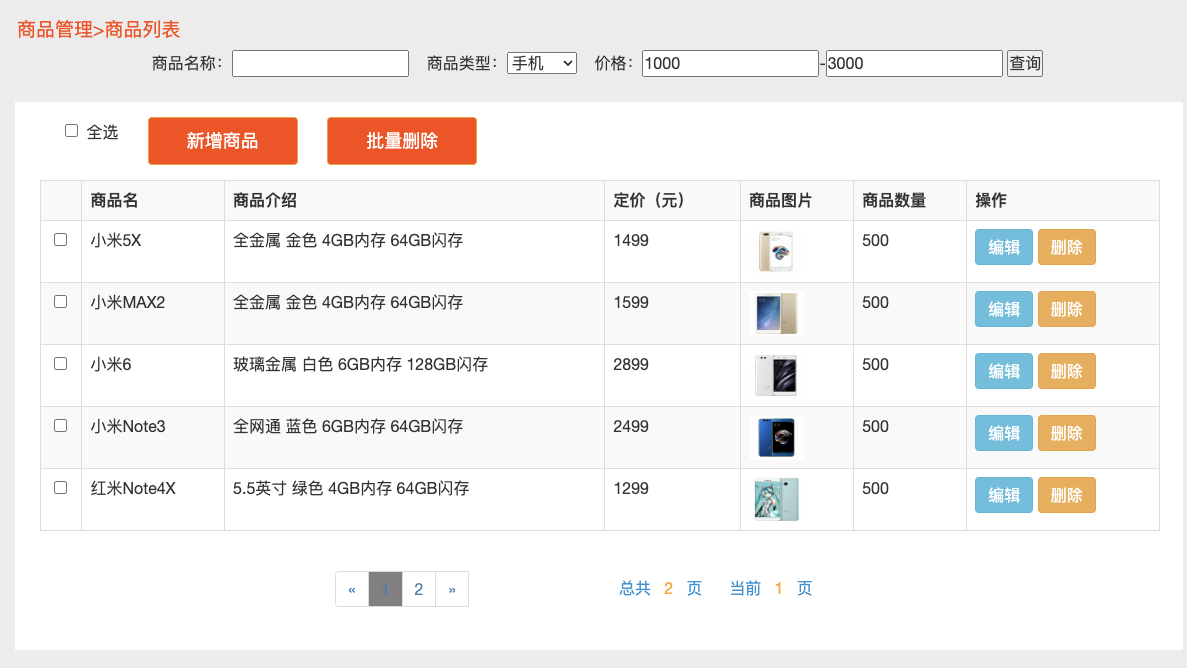 商品管理>商品列表
商品名称： 商品类型： 手机 价格： 1000 - 3000 查询
全选 新增商品 批量删除
商品名 商品介绍 定价（元） 商品图片 商品数量 操作
小米5X 全金属 金色 4GB内存 64GB闪存 1499 500 编辑 删除
小米MAX2 全金属 金色 4GB内存 64GB闪存 1599 500 编辑 删除
小米6 玻璃金属 白色 6GB内存 128GB闪存 2899 500 编辑 删除
小米Note3 全网通 蓝色 6GB内存 64GB闪存 2499 500 编辑 删除
红米Note4X 5.5英寸 绿色 4GB内存 64GB闪存 1299 500 编辑 删除
« 1 2 » 总共 2 页 当前 1 页